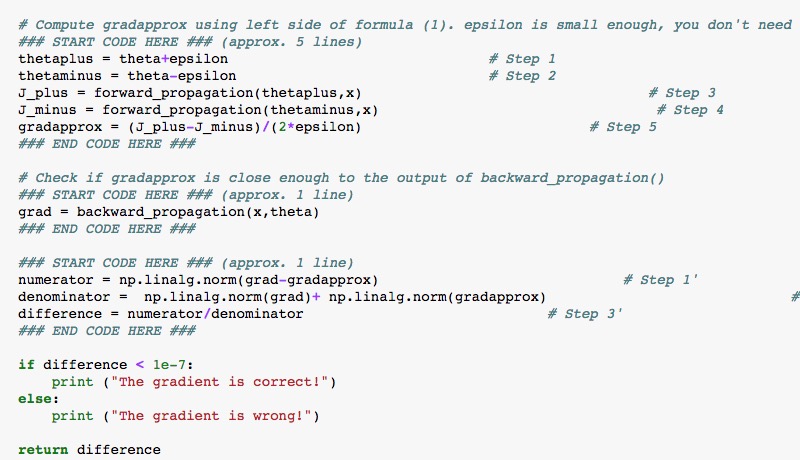 # Compute gradapprox using left side of formula (1). epsilon is small enough, you don't need
### START CODE HERE ### (approx. 5 lines)
thetaplus = theta+epsilon # Step 1
thetaminus = theta-epsilon # Step 2
J_plus = forward_propagation(thetaplus,x) # Step 3
J_minus = forward_propagation(thetaminus,x) # Step 4
gradapprox = (J_plus-J_minus)/(2*epsilon) # Step 5
### END CODE HERE ###
# Check if gradapprox is close enough to the output of backward_propagation()
### START CODE HERE ### (approx. 1 line)
grad = backward_propagation(x,theta)
### END CODE HERE ###
### START CODE HERE ### (approx. 1 line)
numerator = np.linalg.norm(grad-gradapprox) # Step 1'
denominator = np.linalg.norm(grad)+ np.linalg.norm(gradapprox) #
difference = numerator/denominator # Step 3'
### END CODE HERE ###
if difference < 1e-7:
print ("The gradient is correct!")
else:
print ("The gradient is wrong!")
return difference